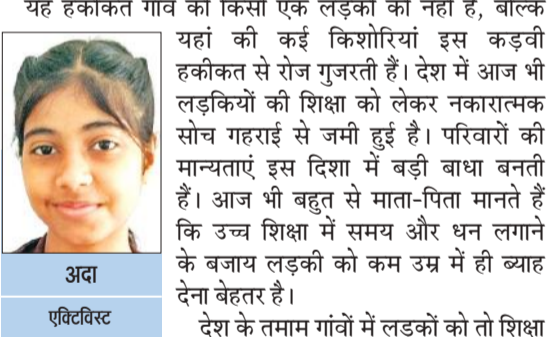 यह हकीकत गांव की किसी एक लड़की की नहीं है, बल्कि
यहां की कई किशोरियां इस कड़वी
हकीकत से रोज गुजरती हैं। देश में आज भी
लड़कियों की शिक्षा को लेकर नकारात्मक
सोच गहराई से जमी हुई है। परिवारों की
मान्यताएं इस दिशा में बड़ी बाधा बनती
हैं। आज भी बहुत से माता-पिता मानते हैं
कि उच्च शिक्षा में समय और धन लगाने
के बजाय लड़की को कम उम्र में ही ब्याह
देना बेहतर है।
देश के तमाम गांवों में लड़कों को तो शिक्षा
अदा
एक्टिविस्ट